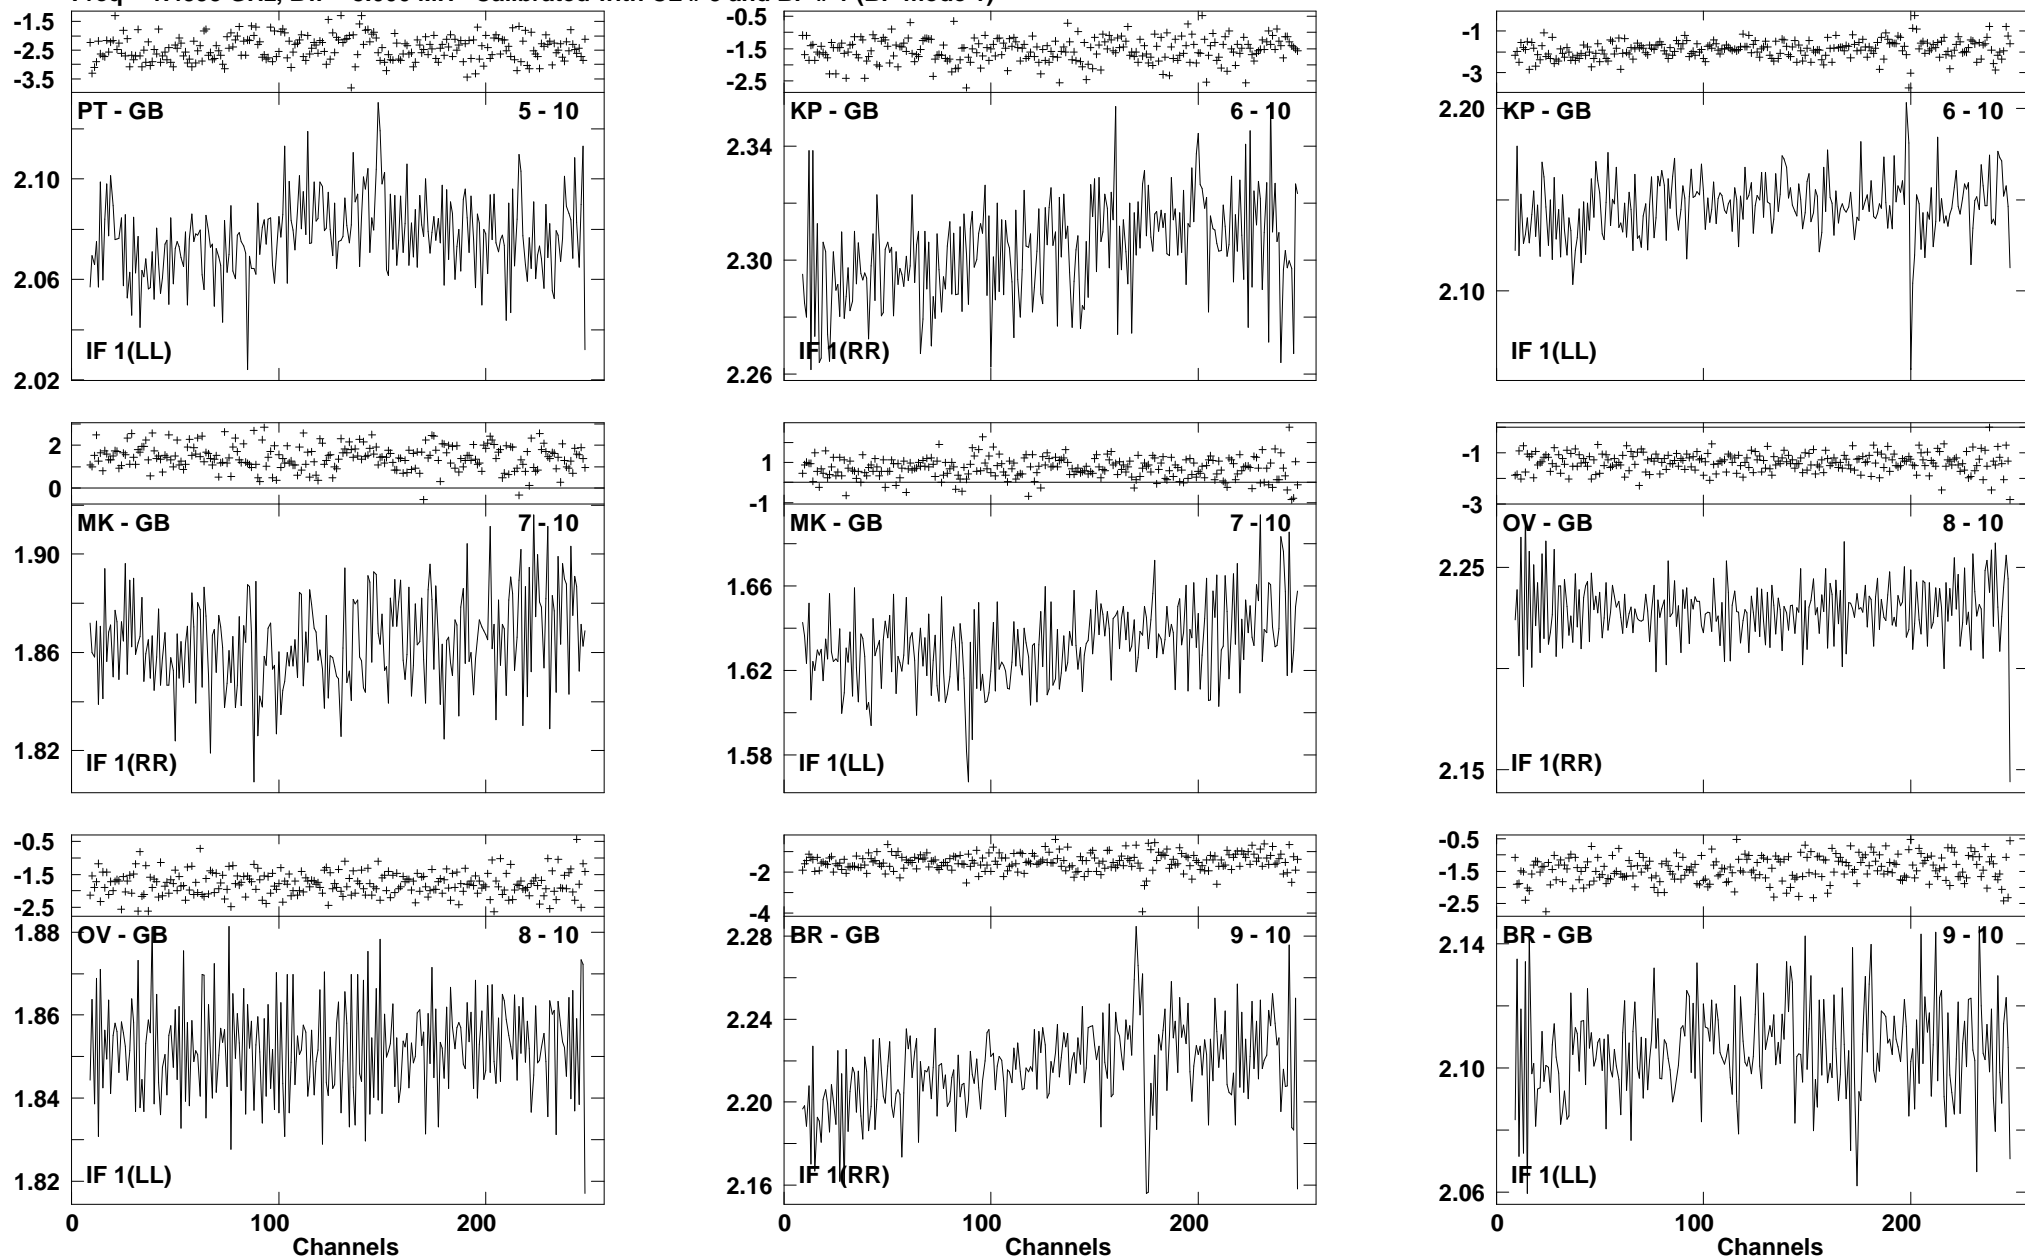 -1.5
-2.5
-3.5
PT - GB 5 - 10
2.10
2.06
2.02
IF 1(LL)
-0.5
-1.5
-2.5
KP - GB 6 - 10
2.34
2.30
2.26
IF 1(RR)
-1
-3
2.20
KP - GB 6 - 10
2.10
IF 1(LL)
2
0
MK - GB 7 - 10
1.90
1.86
1.82
IF 1(RR)
1
-1
MK - GB 7 - 10
1.66
1.62
1.58
IF 1(LL)
-1
-3
OV - GB 8 - 10
2.25
2.15
IF 1(RR)
-0.5
-1.5
-2.5
1.88
OV - GB 8 - 10
1.86
1.84
1.82
IF 1(LL)
0 100 200
Channels
-2
-4
2.28
BR - GB 9 - 10
2.24
2.20
2.16
IF 1(RR)
0 100 200
Channels
-0.5
-1.5
-2.5
2.14
BR - GB 9 - 10
2.10
2.06
IF 1(LL)
0 100 200
Channels